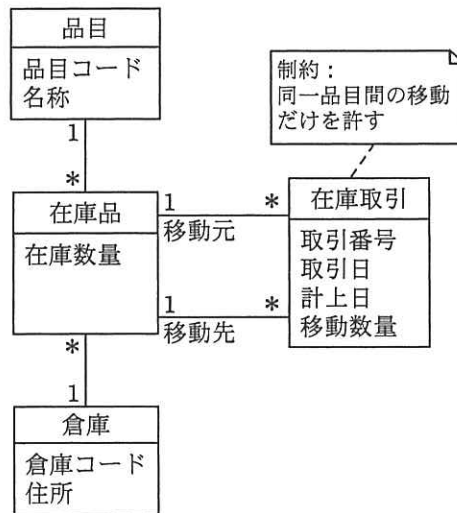 品目
品目コード
名称
制約：
同一品目間の移動
だけを許す
1
*
在庫品
在庫数量
1
*
移動元
1
*
移動先
在庫取引
取引番号
取引日
計上日
移動数量
*
1
倉庫
倉庫コード
住所